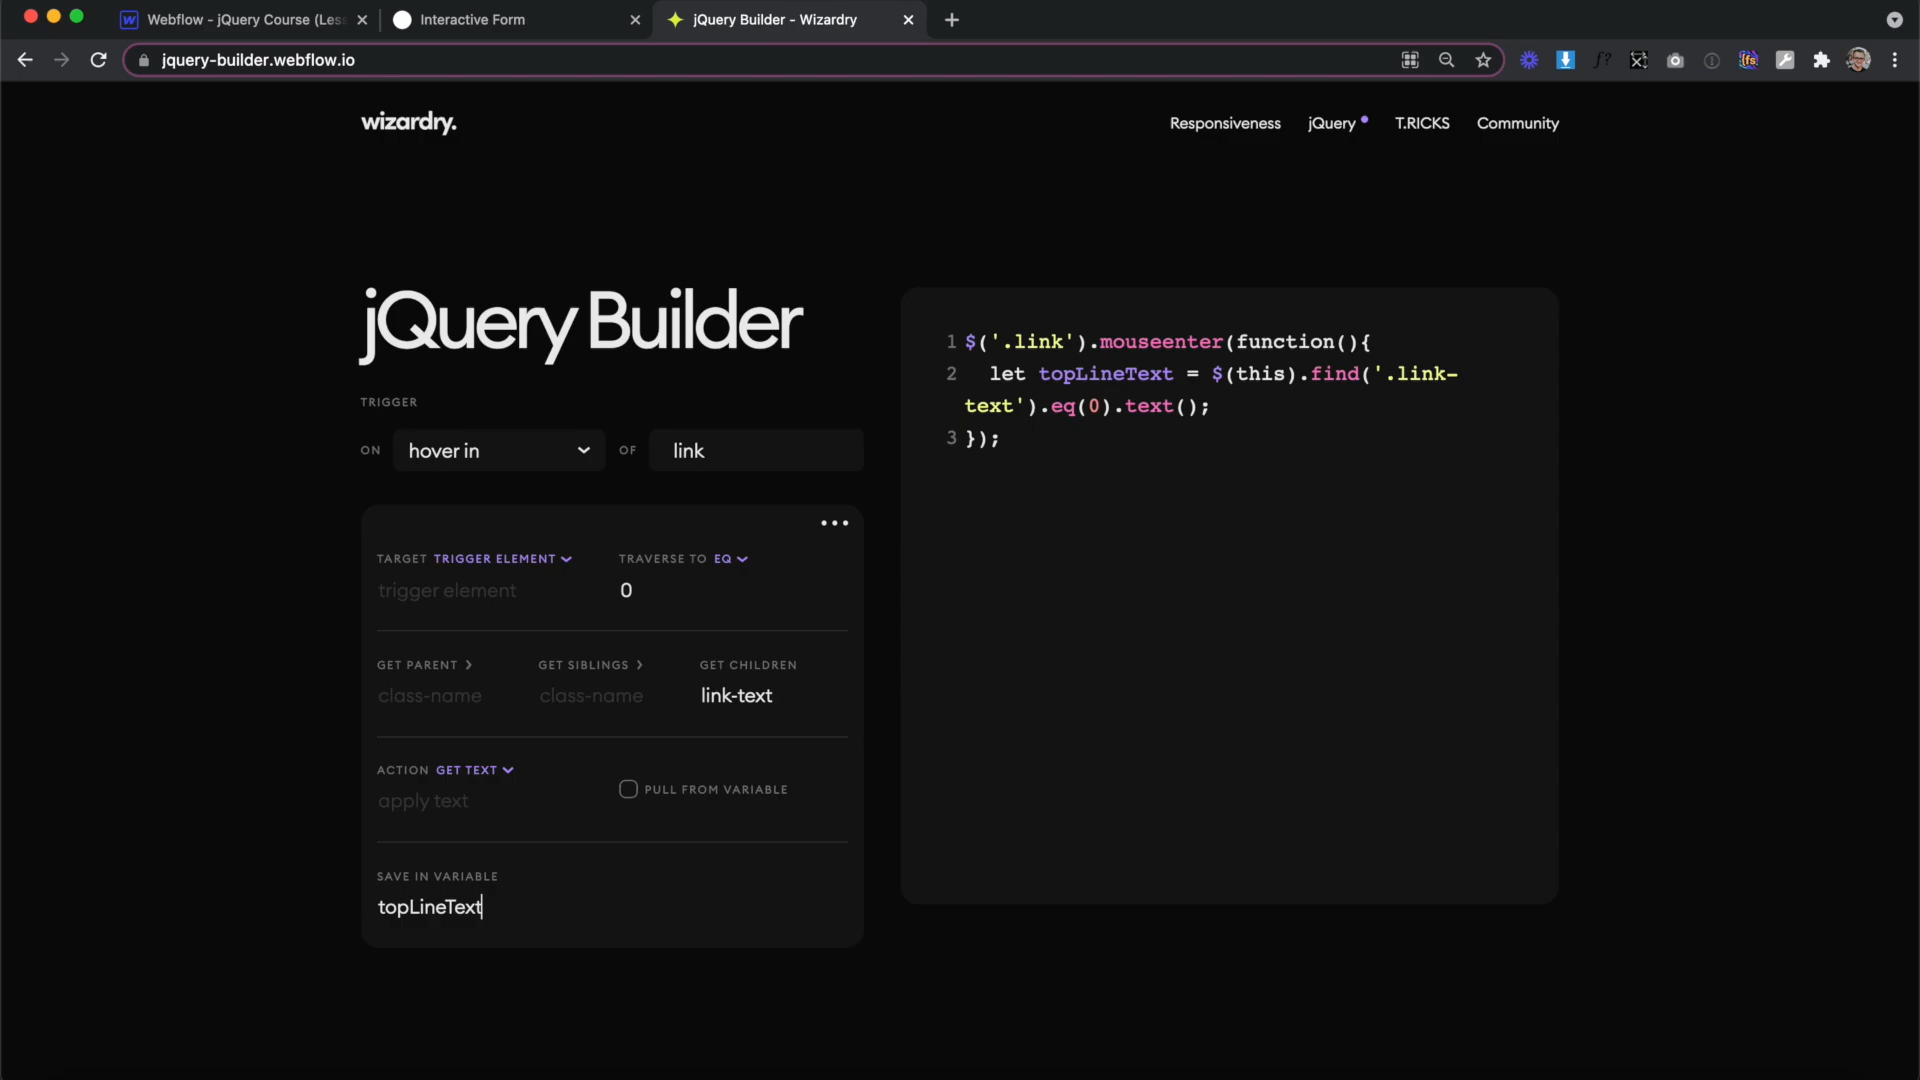 Webflow - jQuery Course (Les
Interactive Form
jQuery Builder - Wizardry
jquery-builder.webflow.io
wizardry.
Responsiveness
jQuery
T.RICKS
Community
jQuery Builder
TRIGGER
ON
hover in
OF
link
TARGET TRIGGER ELEMENT
trigger element
TRAVERSE TO EQ
0
GET PARENT
class-name
GET SIBLINGS
class-name
GET CHILDREN
link-text
ACTION GET TEXT
apply text
PULL FROM VARIABLE
SAVE IN VARIABLE
topLineText
1 $('.link').mouseenter(function(){
2 let topLineText = $(this).find('.link-
text').eq(0).text();
3 });